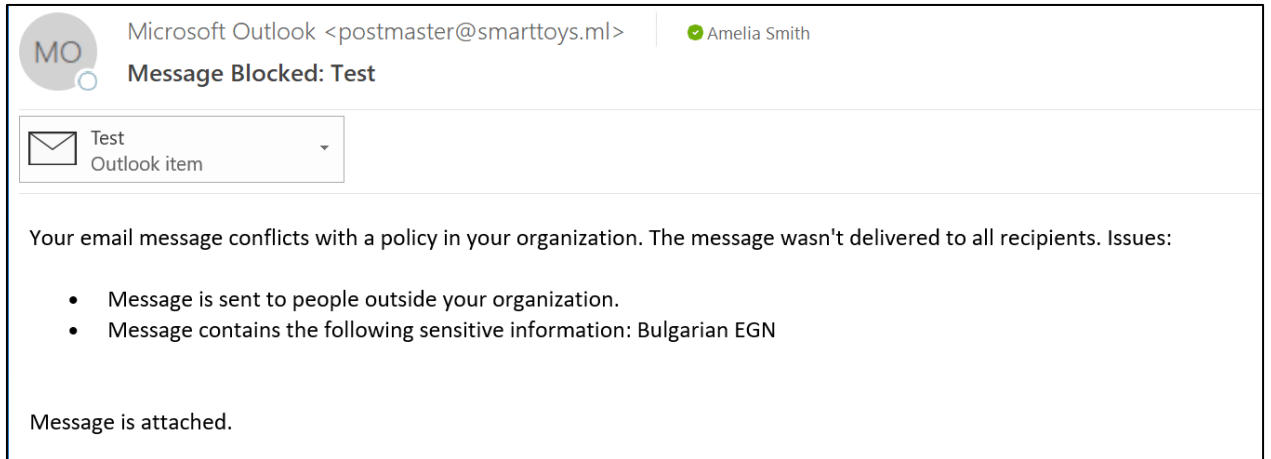 MO
Microsoft Outlook <postmaster@smarttoys.ml>
Amelia Smith
Message Blocked: Test
Test
Outlook item
Your email message conflicts with a policy in your organization. The message wasn't delivered to all recipients. Issues:
• Message is sent to people outside your organization.
• Message contains the following sensitive information: Bulgarian EGN
Message is attached.